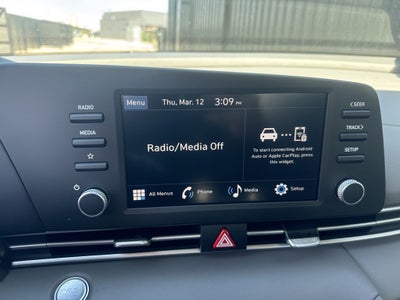 RADIO
MEDIA
Menu
Thu, Mar. 12
3:09 PM
Radio/Media Off
To start connecting Android
Auto or Apple CarPlay, press
this widget.
All Menus
Phone
Media
Setup
< SEEK
TRACK >
SETUP